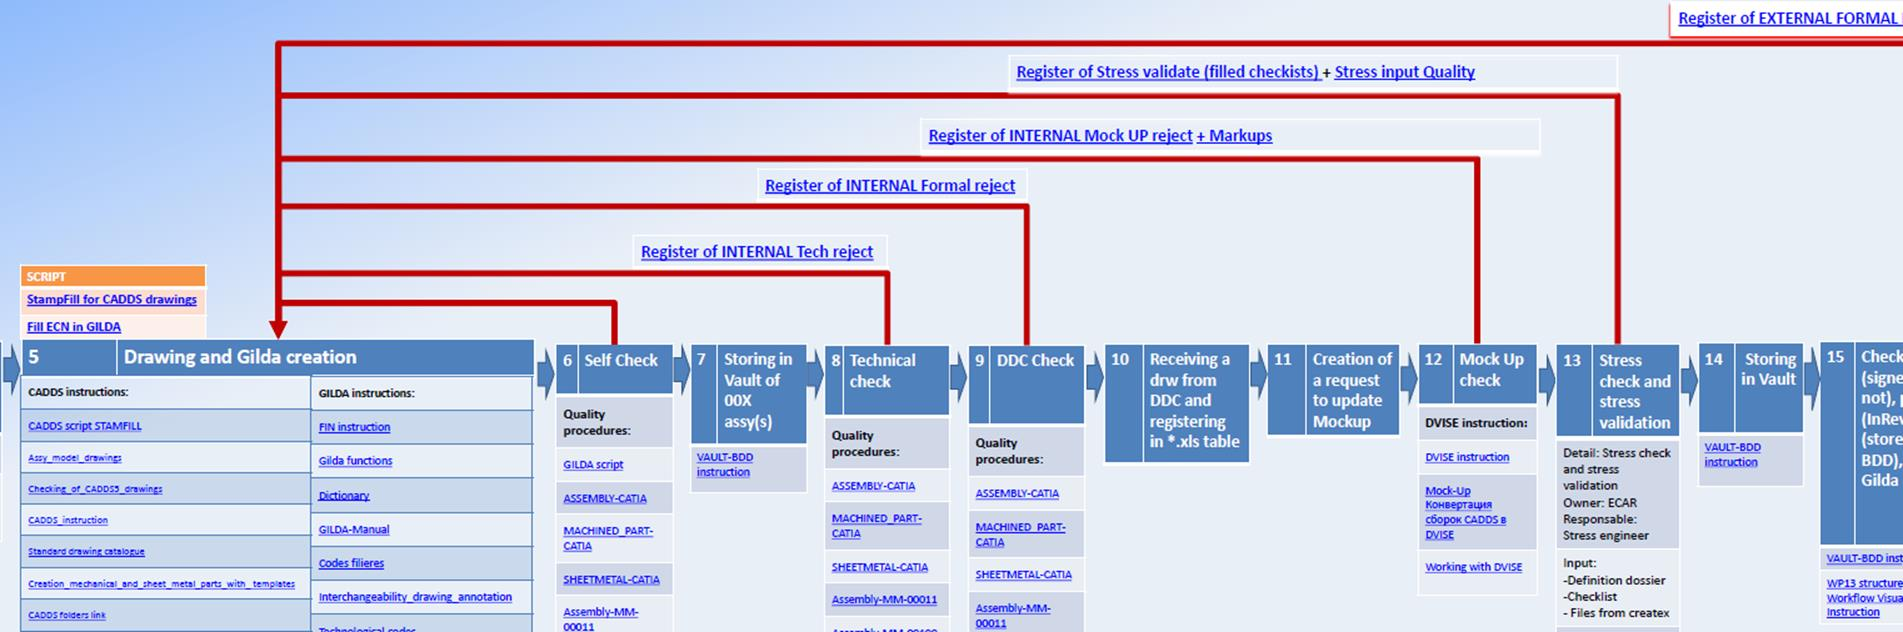 Register of EXTERNAL FORMAL
Register of Stress validate (filled checkists) + Stress input Quality
Register of INTERNAL Mock UP reject + Markups
Register of INTERNAL Formal reject
Register of INTERNAL Tech reject
SCRIPT
StampFill for CADDS drawings
Fill ECN in GILDA
5 Drawing and Gilda creation
CADDS instructions:
CADDS script STAMFILL
Assy_model_drawings
Checking_of_CADDS5_drawings
CADDS_instruction
Standard drawing catalogue
Creation_mechanical_and_sheet_metal_parts_with_templates
CADDS folders link
GILDA instructions:
FIN instruction
Gilda functions
Dictionary
GILDA-Manual
Codes filieres
Interchangeability_drawing_annotation
Technological codes
6 Self Check
Quality
procedures:
GILDA script
ASSEMBLY-CATIA
MACHINED_PART-
CATIA
SHEETMETAL-CATIA
Assembly-MM-
00011
7 Storing in
Vault of
00X
assy(s)
VAULT-BDD
instruction
8 Technical
check
Quality
procedures:
ASSEMBLY-CATIA
MACHINED_PART-
CATIA
SHEETMETAL-CATIA
Assembly-MM-00011
9 DDC Check
Quality
procedures:
ASSEMBLY-CATIA
MACHINED_PART-
CATIA
SHEETMETAL-CATIA
Assembly-MM-
00011
10 Receiving a
drw from
DDC and
registering
in *.xls table
11 Creation of
a request
to update
Mockup
12 Mock Up
check
DVISE instruction:
DVISE instruction
Mock-Up
Конвертация
сборок CADDS в
DVISE
Working with DVISE
13 Stress
check and
stress
validation
Detail: Stress check
and stress
validation
Owner: ECAR
Responsable:
Stress engineer
Input:
-Definition dossier
-Checklist
- Files from createx
14 Storing
in Vault
VAULT-BDD
instruction
15 Check
(signe
not), p
(InRev
(store
BDD),
Gilda
VAULT-BDD inst
WP13 structure
Workflow Visua
Instruction